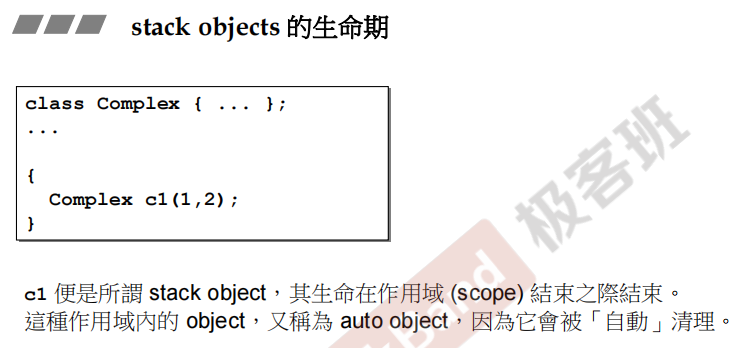 stack objects 的生命期
class Complex { ... };
...
{
  Complex c1(1,2);
}
c1 便是所謂 stack object，其生命在作用域 (scope) 結束之際結束。
這種作用域內的 object，又稱為 auto object，因為它會被「自動」清理。
极客班
band